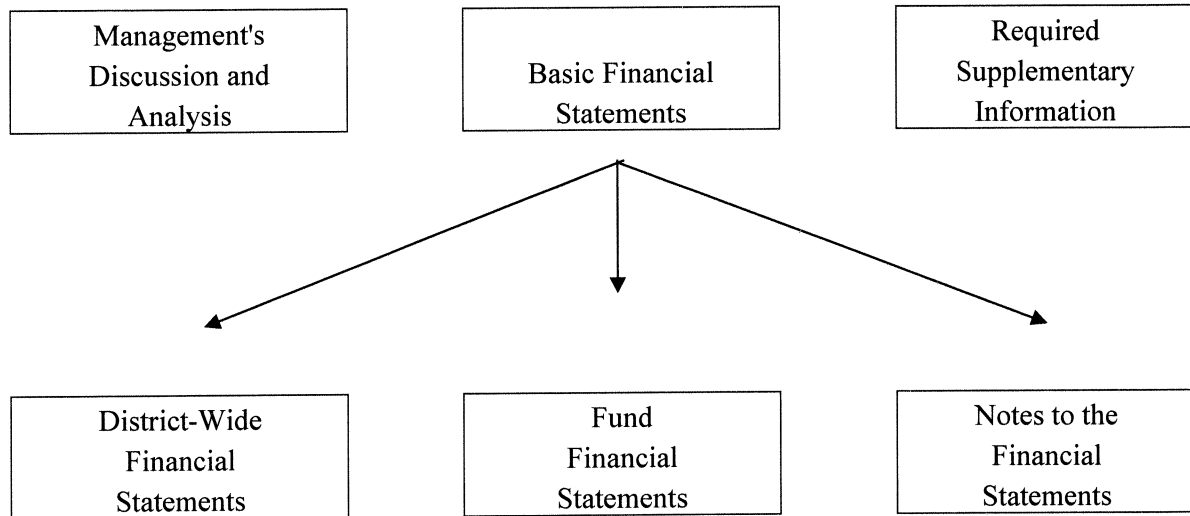 Management's
Discussion and
Analysis
Basic Financial
Statements
Required
Supplementary
Information
District-Wide
Financial
Statements
Fund
Financial
Statements
Notes to the
Financial
Statements